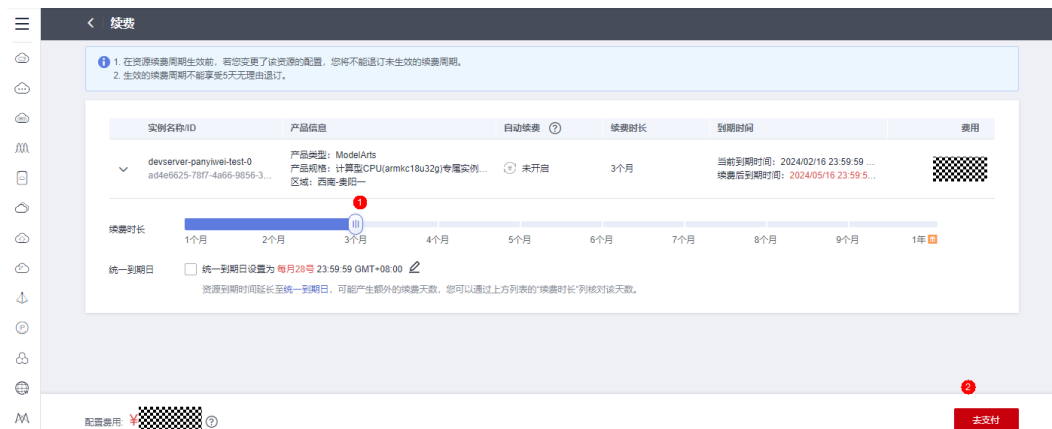 续费
1. 在资源续费周期生效前，若您变更了该资源的配置，您将不能退订未生效的续费周期。
2. 生效的续费周期不能享受5天无理由退订。
实例名称/ID 产品信息 自动续费 续费时长 到期时间 费用
devserver-panyiwei-test-0
ad4e6625-78f7-4a66-9856-3...
产品类型：ModelArts
产品规格：计算型CPU(armkc18u32g)专属实例...
区域：西南-贵阳一
未开启
3个月
当前到期时间：2024/02/16 23:59:59 ...
续费后到期时间：2024/05/16 23:59:5...
1
续费时长
1个月 2个月 3个月 4个月 5个月 6个月 7个月 8个月 9个月 1年
统一到期日 统一到期日设置为 每月28号 23:59:59 GMT+08:00
资源到期时间延长至统一到期日，可能产生额外的续费天数，您可以通过上方列表的“续费时长”列核对该天数。
2
配置费用: ¥
去支付